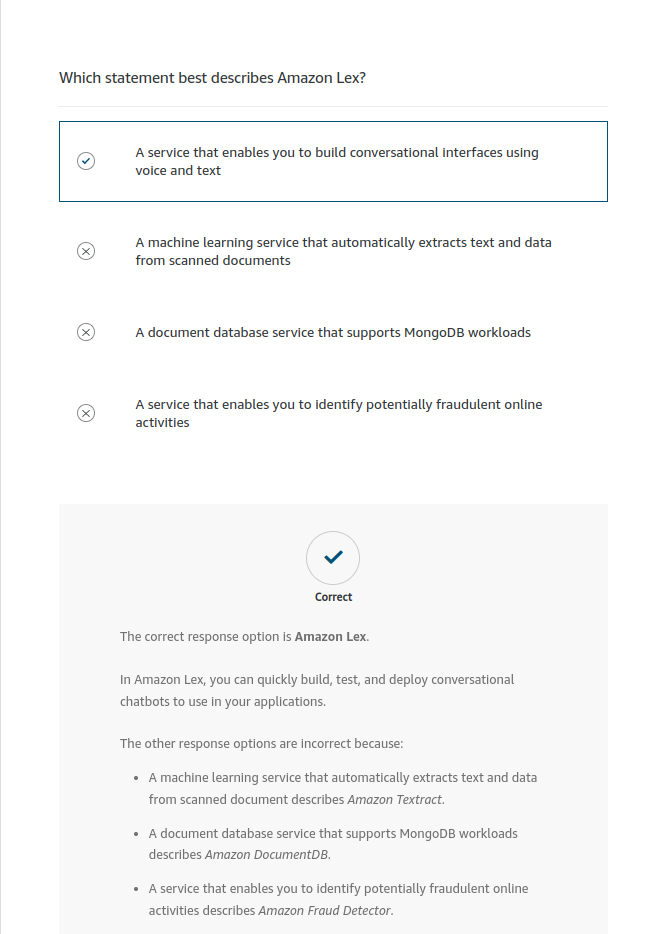 Which statement best describes Amazon Lex?
A service that enables you to build conversational interfaces using
voice and text
A machine learning service that automatically extracts text and data
from scanned documents
A document database service that supports MongoDB workloads
A service that enables you to identify potentially fraudulent online
activities
Correct
The correct response option is Amazon Lex.
In Amazon Lex, you can quickly build, test, and deploy conversational
chatbots to use in your applications.
The other response options are incorrect because:
• A machine learning service that automatically extracts text and data
from scanned document describes Amazon Textract.
• A document database service that supports MongoDB workloads
describes Amazon DocumentDB.
• A service that enables you to identify potentially fraudulent online
activities describes Amazon Fraud Detector.